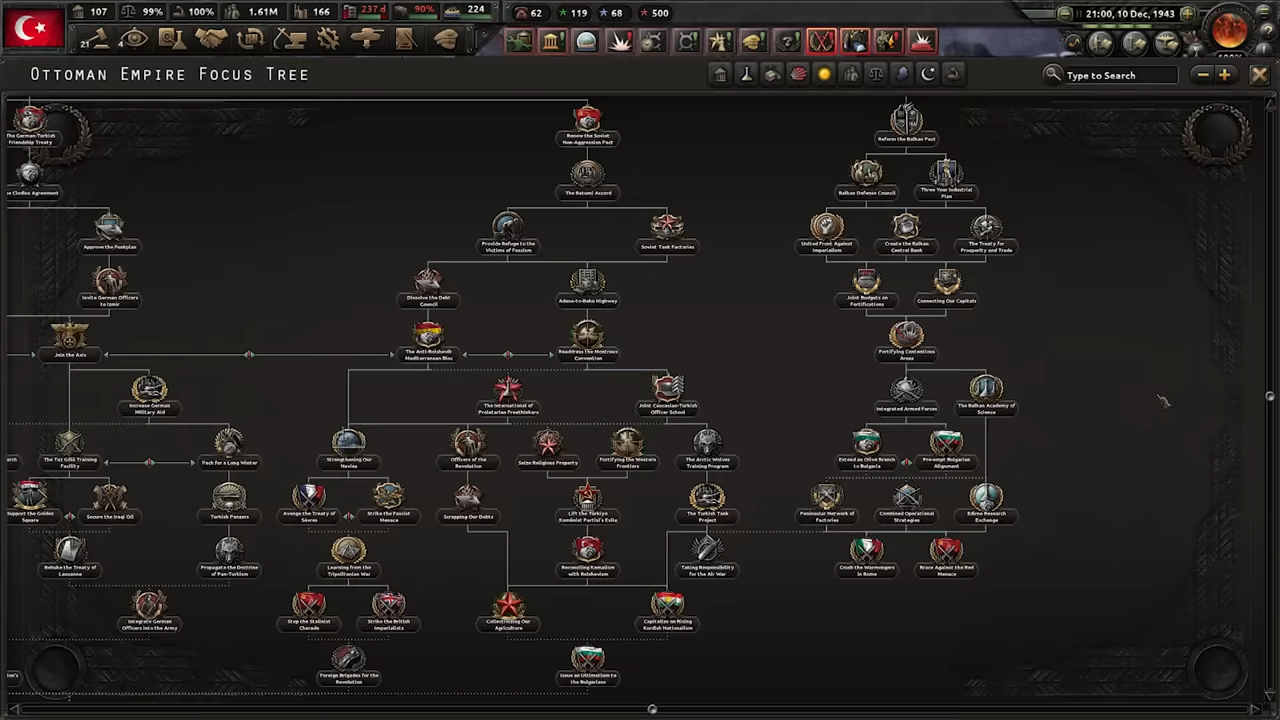 107 99% 100% 1.61M 166 237 d 90% 224 62 119 68 500 21:00, 10 Dec, 1943
21 4
Ottoman Empire Focus Tree
Type to Search
The German-Turkish
Friendship Treaty
Renew the Soviet
Non-Aggression Pact
Reform the Balkan Pact
Clodius Agreement
The Batumi Accord
Balkan Defense Council
Three Year Industrial
Plan
Approve the Funkplan
Provide Refuge to the
Victims of Fascism
Soviet Tank Factories
United Front Against
Imperialism
Create the Balkan
Central Bank
The Treaty for
Prosperity and Trade
Invite German Officers
to Izmir
Dissolve the Debt
Council
Adana-to-Baku Highway
Joint Budgets on
Fortifications
Connecting Our Capitals
Join the Axis
The Anti-Bolshevik
Mediterranean Bloc
Readdress the Montreux
Convention
Fortifying Contentious
Areas
Increase German
Military Aid
The International of
Proletarian Freethinkers
Joint Caucasian-Turkish
Officer School
Integrated Armed Forces
The Balkan Academy of
Science
The Tuz Gölü Training
Facility
Pack for a Long Winter
Strengthening Our
Navies
Officers of the
Revolution
Seize Religious Property
Fortifying the Western
Frontiers
The Arctic Wolves
Training Program
Extend an Olive Branch
to Bulgaria
Pre-empt Bulgarian
Alignment
Support the Golden
Square
Secure the Iraqi Oil
Turkish Panzers
Avenge the Treaty of
Sèvres
Strike the Fascist
Menace
Scrapping Our Debts
Lift the Türkiye
Komünist Partisi's Exile
The Turkish Tank
Project
Peninsular Network of
Factories
Combined Operational
Strategies
Edirne Research
Exchange
Rebuke the Treaty of
Lausanne
Propagate the Doctrine
of Pan-Turkism
Learning from the
Tripolitanian War
Reconciling Kemalism
with Bolshevism
Taking Responsibility
for the Air War
Crush the Warmongers
in Rome
Brace Against the Red
Menace
Integrate German
Officers into the Army
Stop the Stalinist
Charade
Strike the British
Imperialists
Collectivizing Our
Agriculture
Capitalize on Rising
Kurdish Nationalism
Foreign Brigades for the
Revolution
Issue an Ultimatum to
the Bulgarians